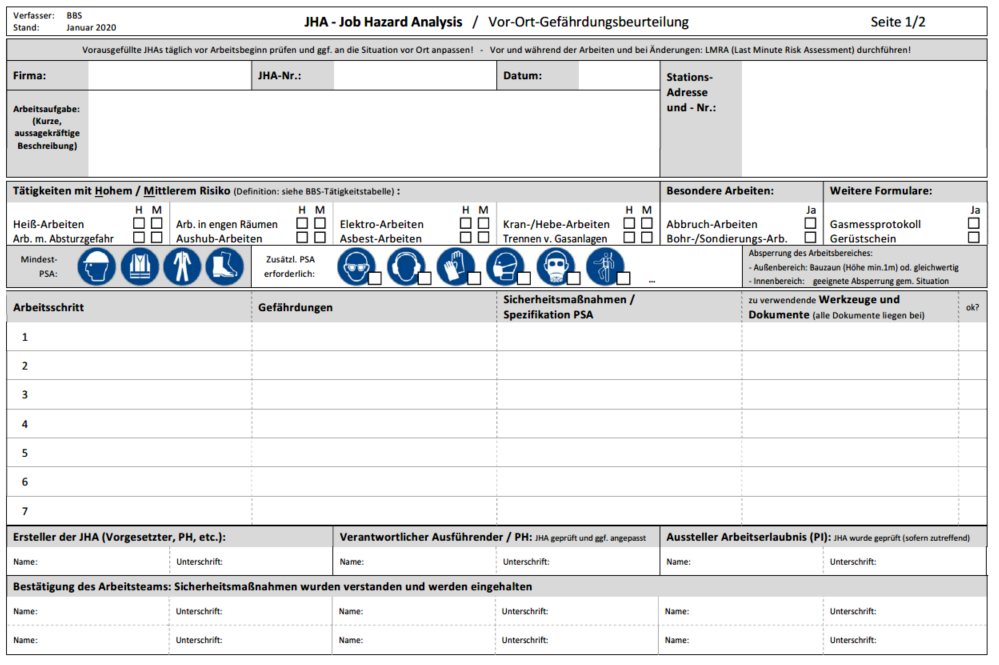 Verfasser: BBS
Stand: Januar 2020
JHA - Job Hazard Analysis / Vor-Ort-Gefährdungsbeurteilung
Seite 1/2
Vorausgefüllte JHAs täglich vor Arbeitsbeginn prüfen und ggf. an die Situation vor Ort anpassen! - Vor und während der Arbeiten und bei Änderungen: LMRA (Last Minute Risk Assessment) durchführen!
Firma:
JHA-Nr.:
Datum:
Stations-
Adresse
und - Nr.:
Arbeitsaufgabe:
(Kurze,
aussagekräftige
Beschreibung)
Tätigkeiten mit Hohem / Mittlerem Risiko (Definition: siehe BBS-Tätigkeitstabelle) :
Besondere Arbeiten:
Weitere Formulare:
H M H M H M H M Ja Ja
Heiß-Arbeiten Arb. in engen Räumen Elektro-Arbeiten Kran-/Hebe-Arbeiten Abbruch-Arbeiten Gasmessprotokoll
Arb. m. Absturzgefahr Aushub-Arbeiten Asbest-Arbeiten Trennen v. Gasanlagen Bohr-/Sondierungs-Arb. Gerüstschein
Mindest-
PSA:
Zusätzl. PSA
erforderlich:
...
Absperrung des Arbeitsbereiches:
- Außenbereich: Bauzaun (Höhe min.1m) od. gleichwertig
- Innenbereich: geeignete Absperrung gem. Situation
Arbeitsschritt
Gefährdungen
Sicherheitsmaßnahmen /
Spezifikation PSA
zu verwendende Werkzeuge und
Dokumente (alle Dokumente liegen bei)
ok?
1
2
3
4
5
6
7
Ersteller der JHA (Vorgesetzter, PH, etc.):
Verantwortlicher Ausführender / PH: JHA geprüft und ggf. angepasst
Aussteller Arbeitserlaubnis (PI): JHA wurde geprüft (sofern zutreffend)
Name: Unterschrift: Name: Unterschrift: Name: Unterschrift:
Bestätigung des Arbeitsteams: Sicherheitsmaßnahmen wurden verstanden und werden eingehalten
Name: Unterschrift: Name: Unterschrift: Name: Unterschrift:
Name: Unterschrift: Name: Unterschrift: Name: Unterschrift: